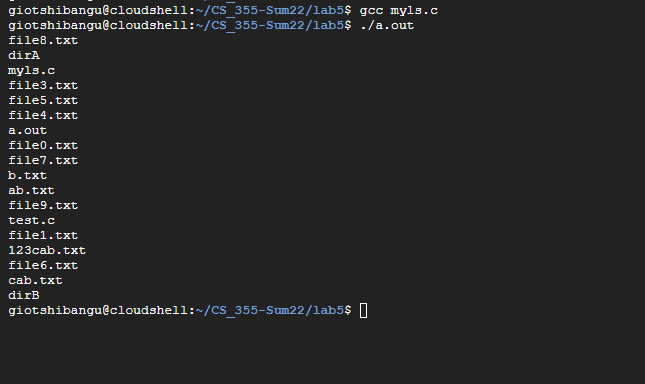 giotshibangu@cloudshell:~/CS_355-Sum22/lab5$ gcc myls.c
giotshibangu@cloudshell:~/CS_355-Sum22/lab5$ ./a.out
file8.txt
dirA
myls.c
file3.txt
file5.txt
file4.txt
a.out
file0.txt
file7.txt
b.txt
ab.txt
file9.txt
test.c
file1.txt
123cab.txt
file6.txt
cab.txt
dirB
giotshibangu@cloudshell:~/CS_355-Sum22/lab5$